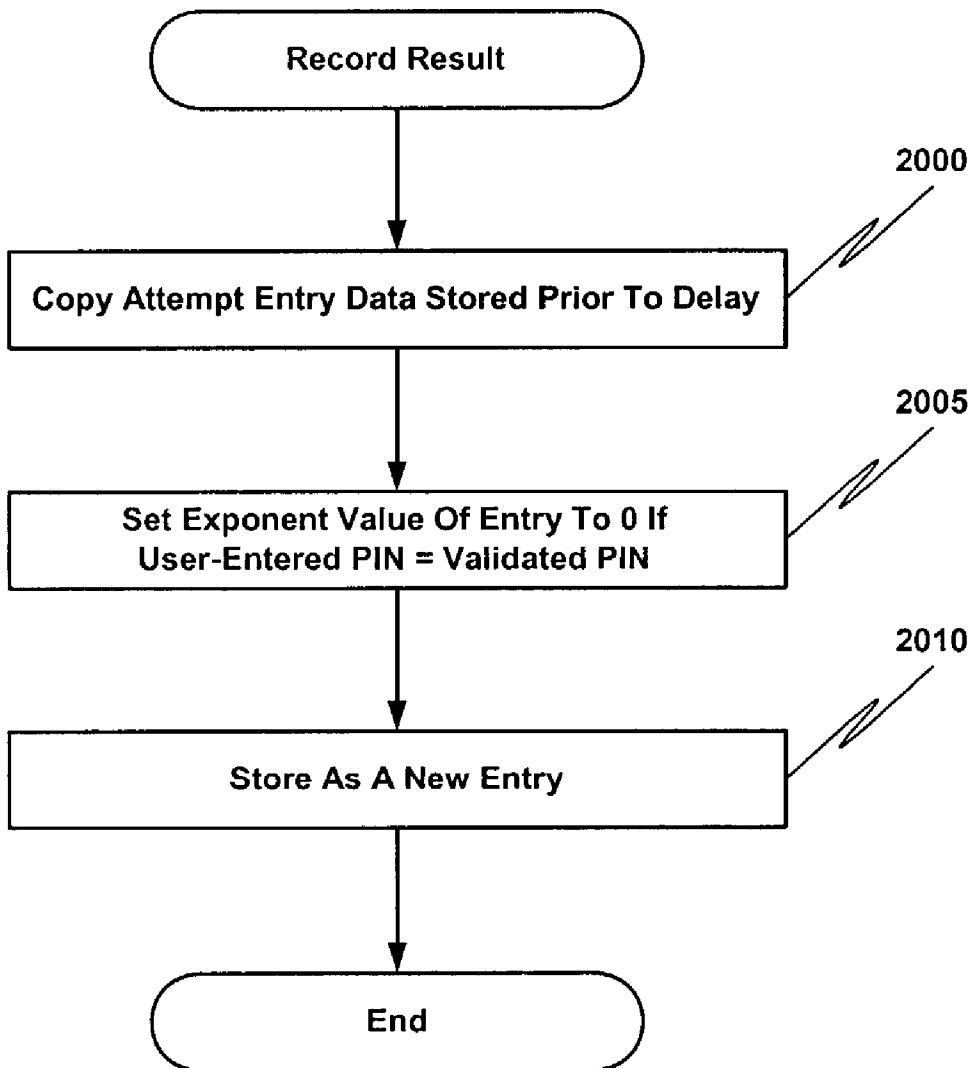 Record Result
2000
Copy Attempt Entry Data Stored Prior To Delay
2005
Set Exponent Value Of Entry To 0 If
User-Entered PIN = Validated PIN
2010
Store As A New Entry
End